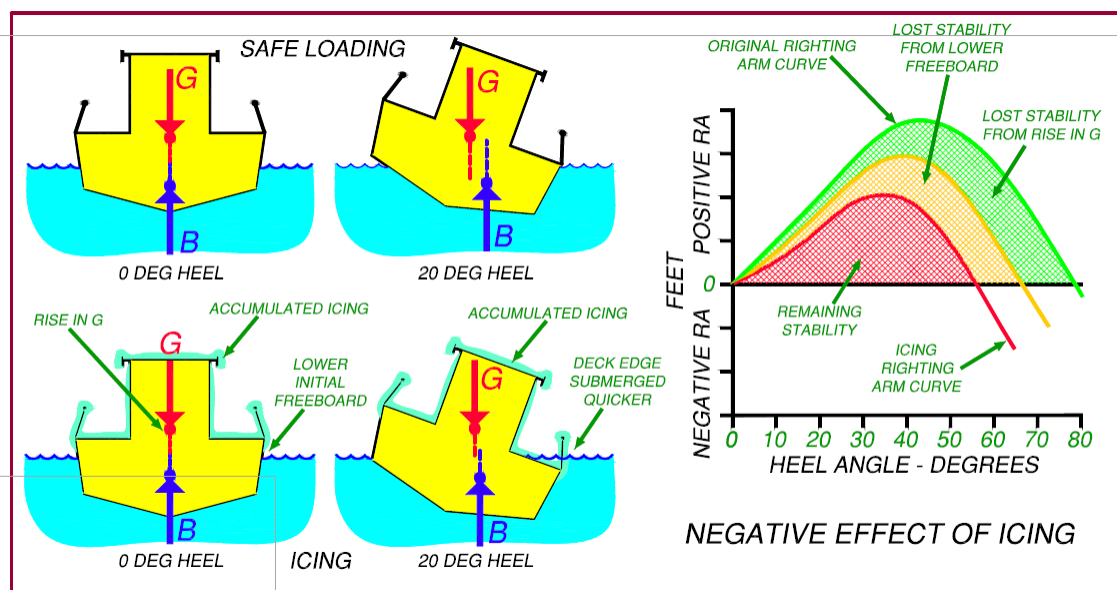 SAFE LOADING
G
B
0 DEG HEEL
G
B
20 DEG HEEL
RISE IN G
ACCUMULATED ICING
G
LOWER
INITIAL
FREEBOARD
B
0 DEG HEEL
ICING
ACCUMULATED ICING
G
DECK EDGE
SUBMERGED
QUICKER
B
20 DEG HEEL
ORIGINAL RIGHTING
ARM CURVE
LOST STABILITY
FROM LOWER
FREEBOARD
LOST STABILITY
FROM RISE IN G
FEET
POSITIVE RA
NEGATIVE RA
0
REMAINING
STABILITY
ICING
RIGHTING
ARM CURVE
0 10 20 30 40 50 60 70 80
HEEL ANGLE - DEGREES
NEGATIVE EFFECT OF ICING